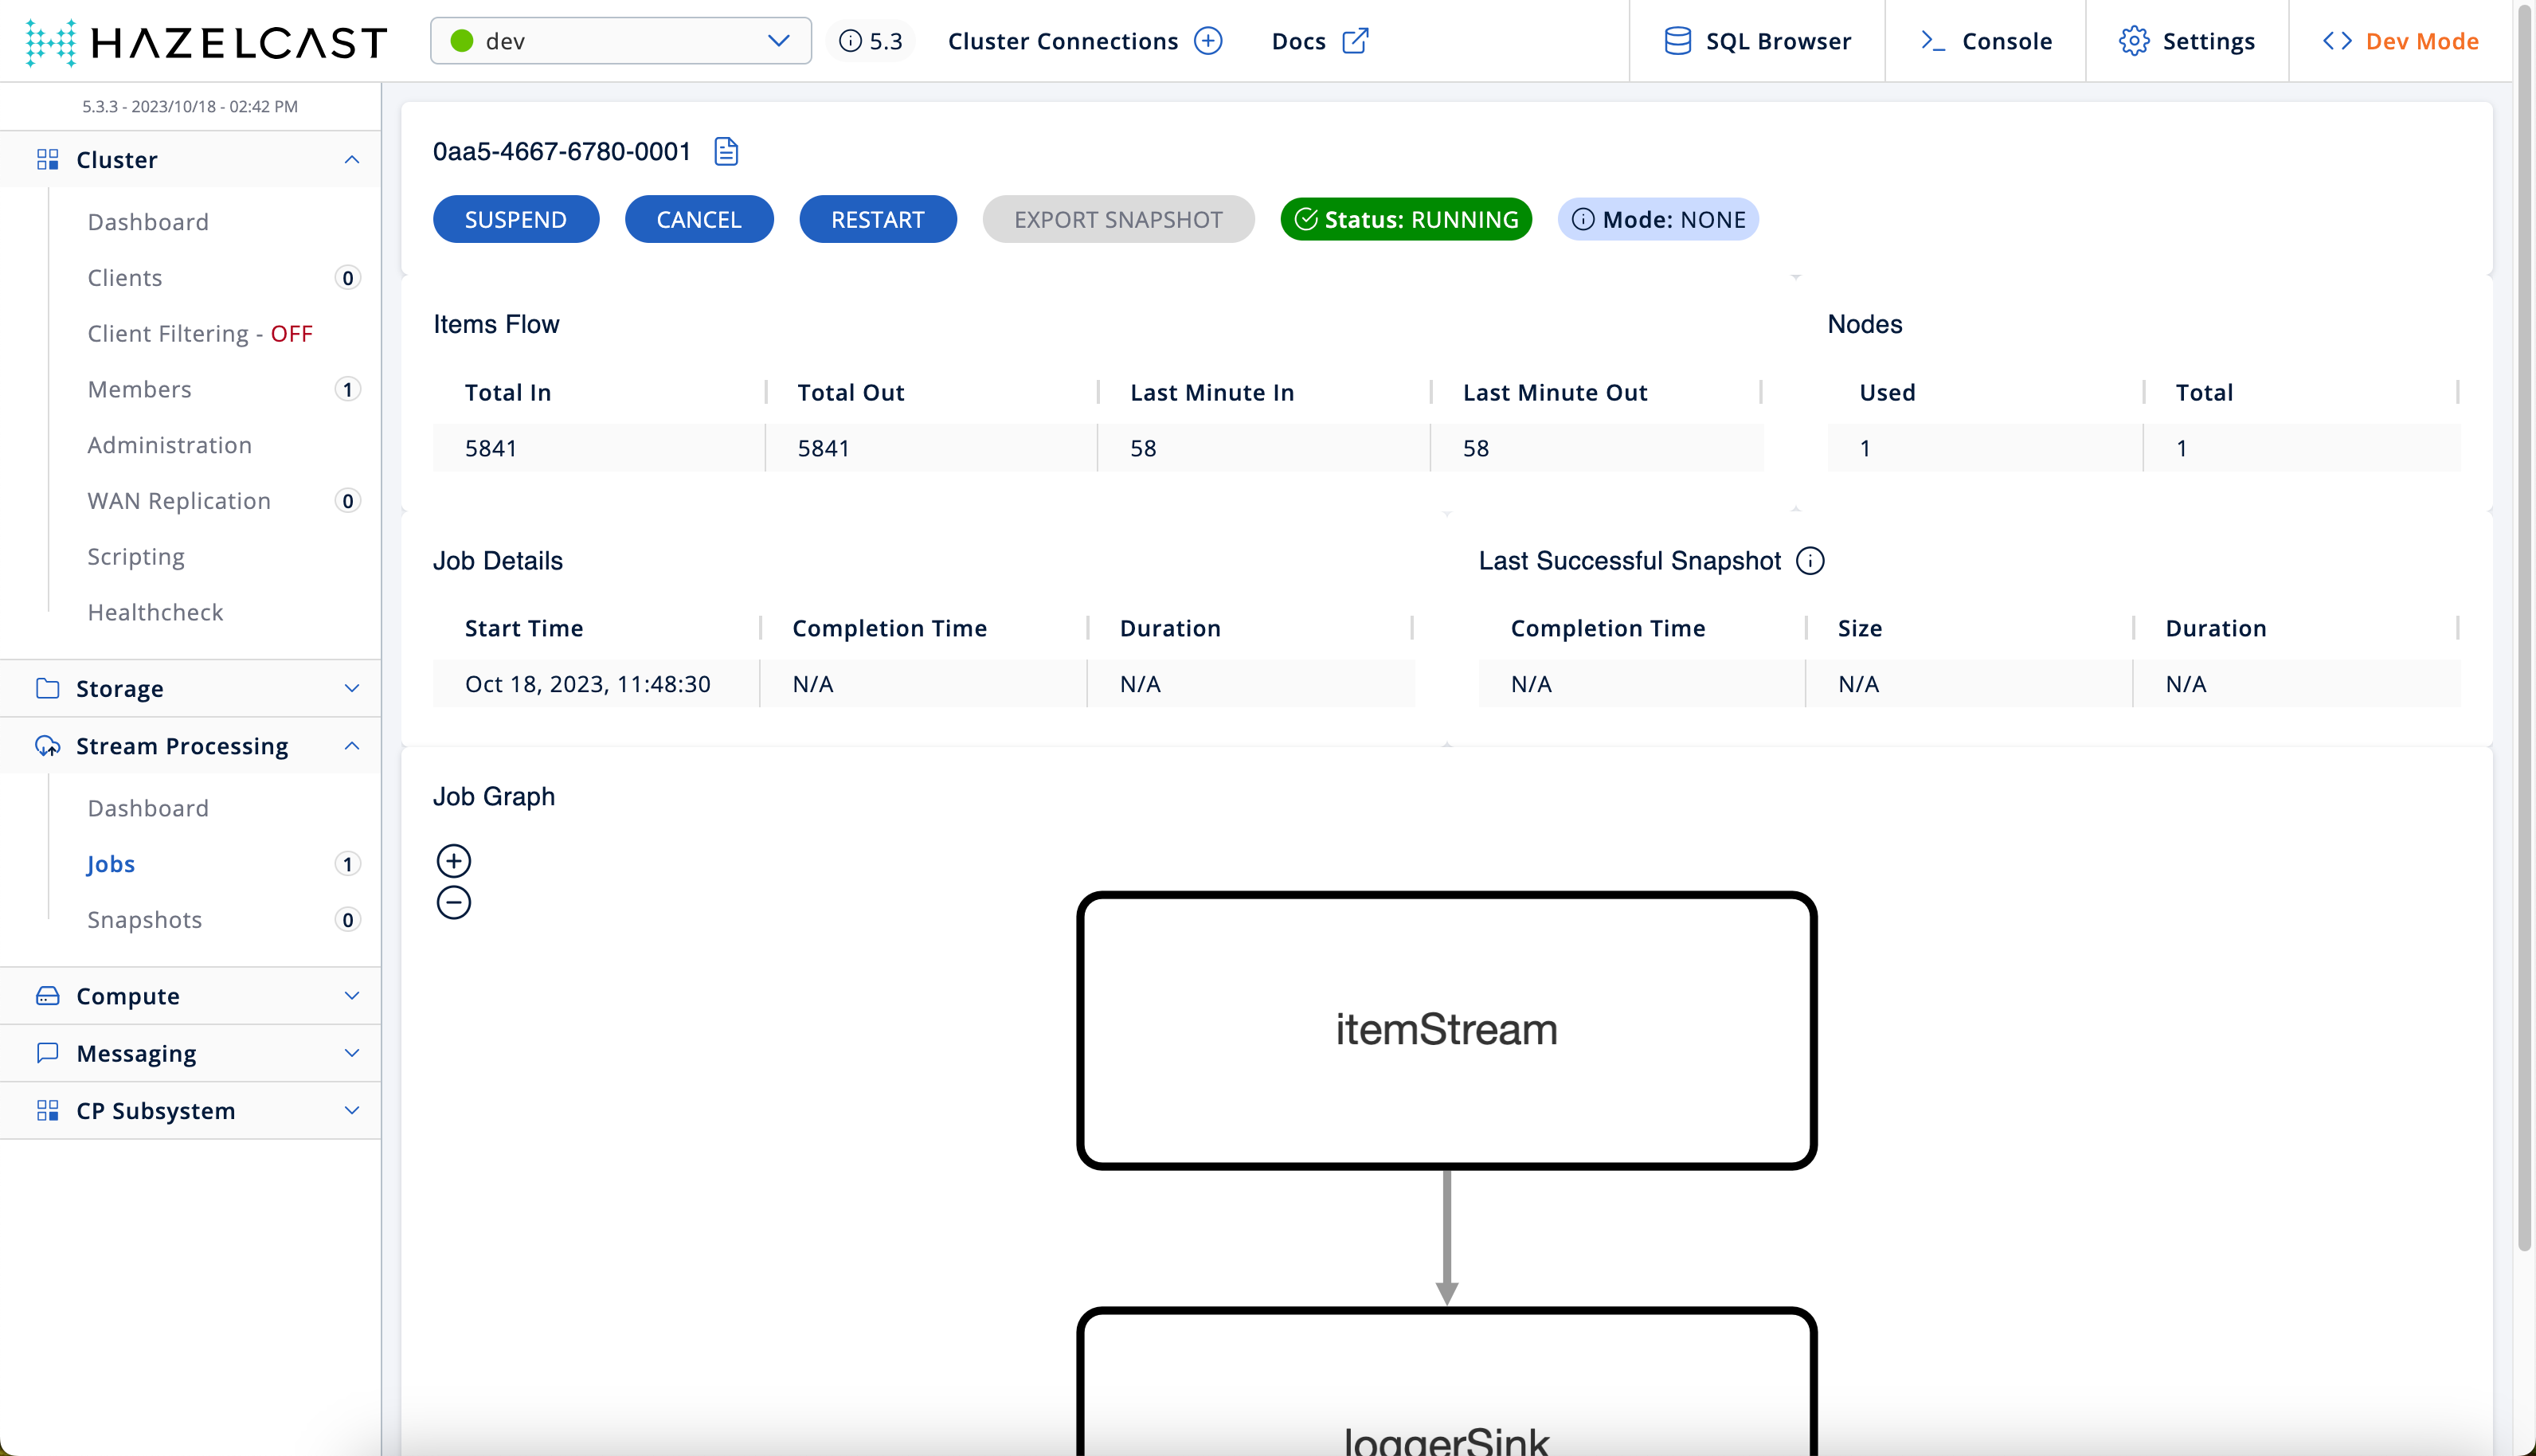 HAZELCAST
dev
5.3
Cluster Connections
Docs
SQL Browser
Console
Settings
Dev Mode
5.3.3 - 2023/10/18 - 02:42 PM
Cluster
Dashboard
Clients 0
Client Filtering - OFF
Members 1
Administration
WAN Replication 0
Scripting
Healthcheck
Storage
Stream Processing
Dashboard
Jobs 1
Snapshots 0
Compute
Messaging
CP Subsystem
0aa5-4667-6780-0001
SUSPEND CANCEL RESTART EXPORT SNAPSHOT Status: RUNNING Mode: NONE
Items Flow
Total In Total Out Last Minute In Last Minute Out
5841 5841 58 58
Nodes
Used Total
1 1
Job Details
Start Time Completion Time Duration
Oct 18, 2023, 11:48:30 N/A N/A
Last Successful Snapshot
Completion Time Size Duration
N/A N/A N/A
Job Graph
itemStream
loggerSink